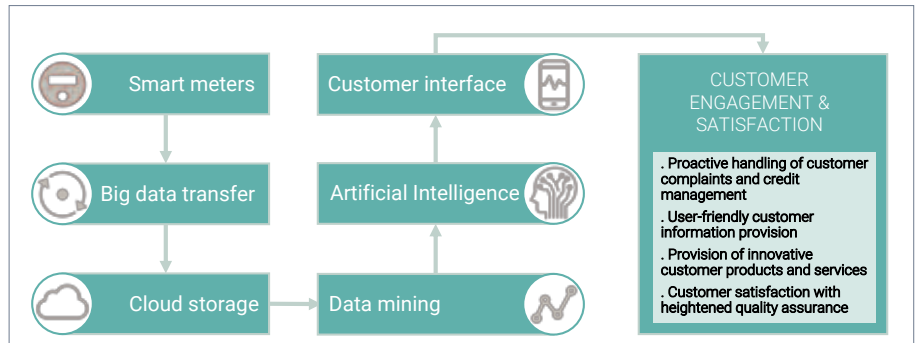 Smart meters
Big data transfer
Cloud storage
Data mining
Artificial Intelligence
Customer interface
CUSTOMER
ENGAGEMENT &
SATISFACTION
. Proactive handling of customer
complaints and credit
management
. User-friendly customer
information provision
. Provision of innovative
customer products and services
. Customer satisfaction with
heightened quality assurance